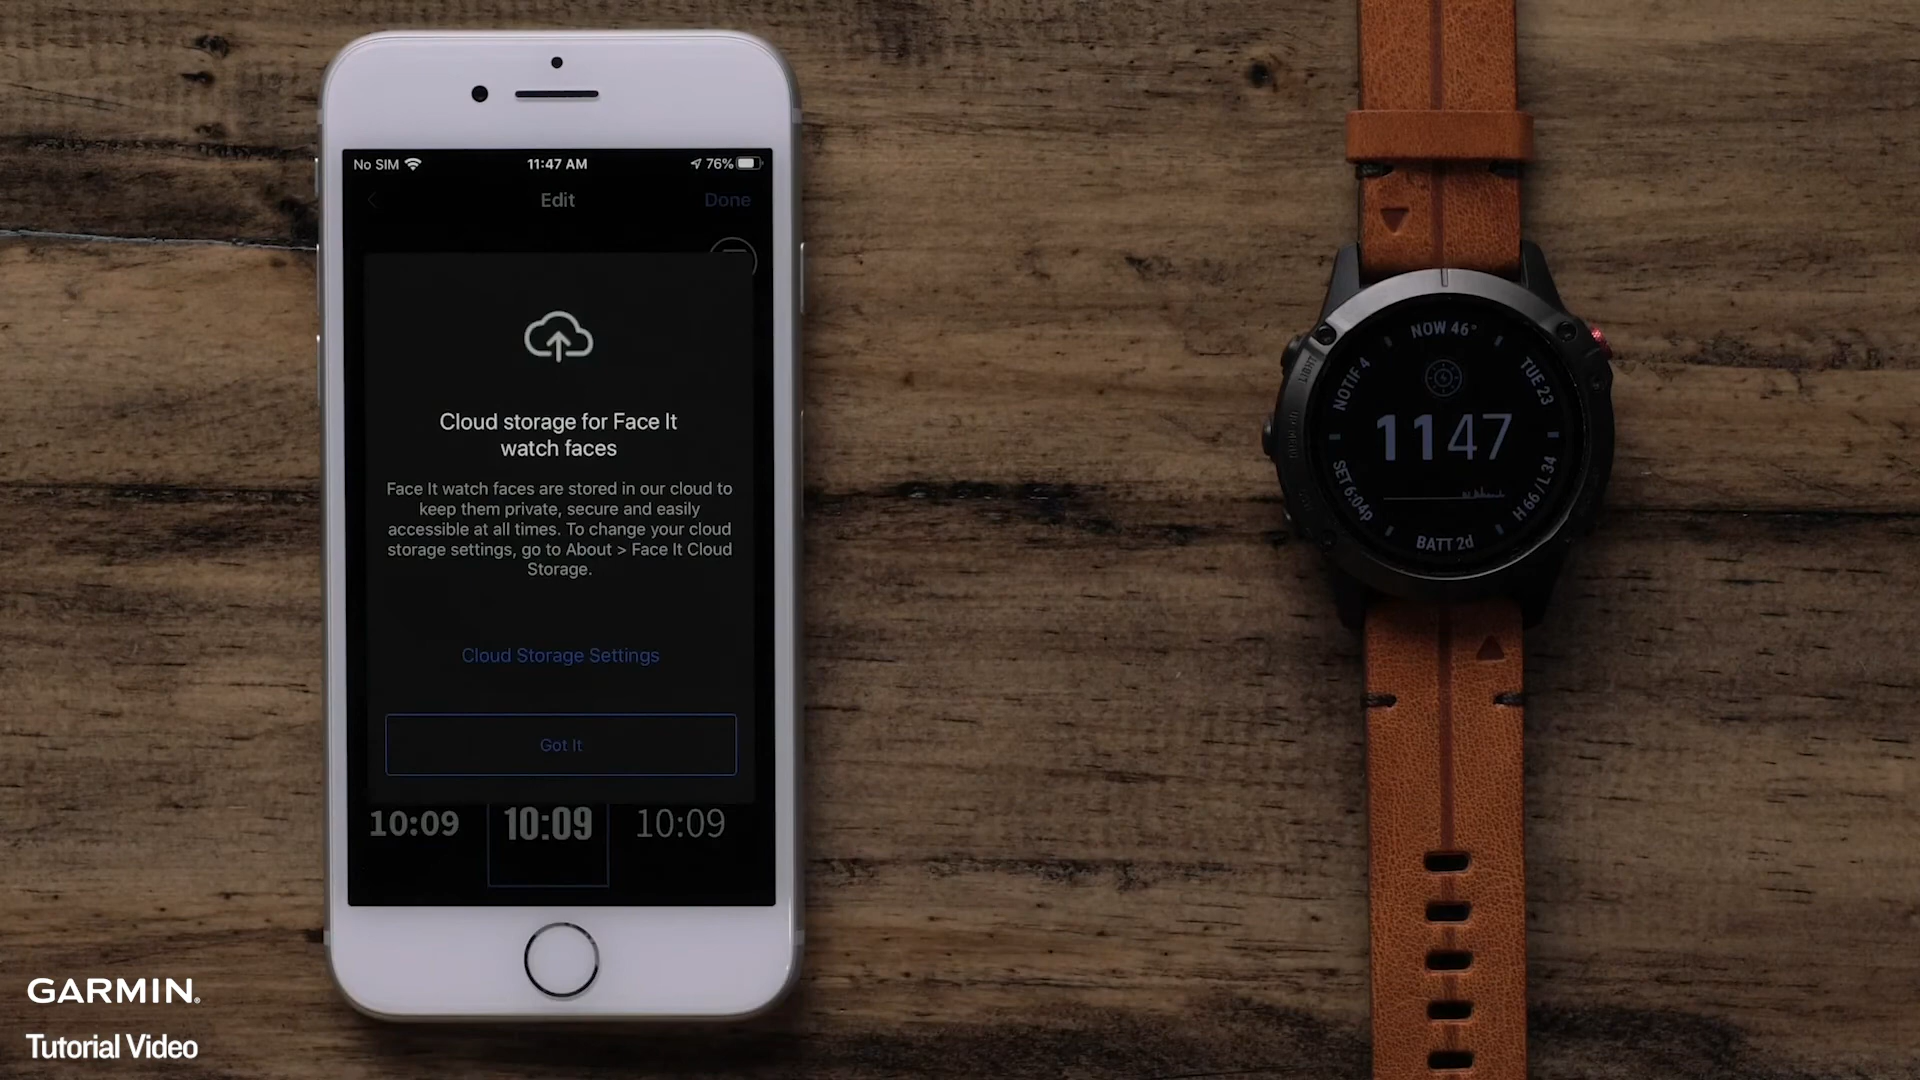 No SIM
11:47 AM
76%
Edit
Done
Cloud storage for Face It
watch faces
Face It watch faces are stored in our cloud to
keep them private, secure and easily
accessible at all times. To change your cloud
storage settings, go to About > Face It Cloud
Storage.
Cloud Storage Settings
Got It
10:09
10:09
10:09
NOW 46°
TUE 23
NOTIF 4
1147
SET 6:04p
H 66 / L 34
BATT 2d
GARMIN
Tutorial Video